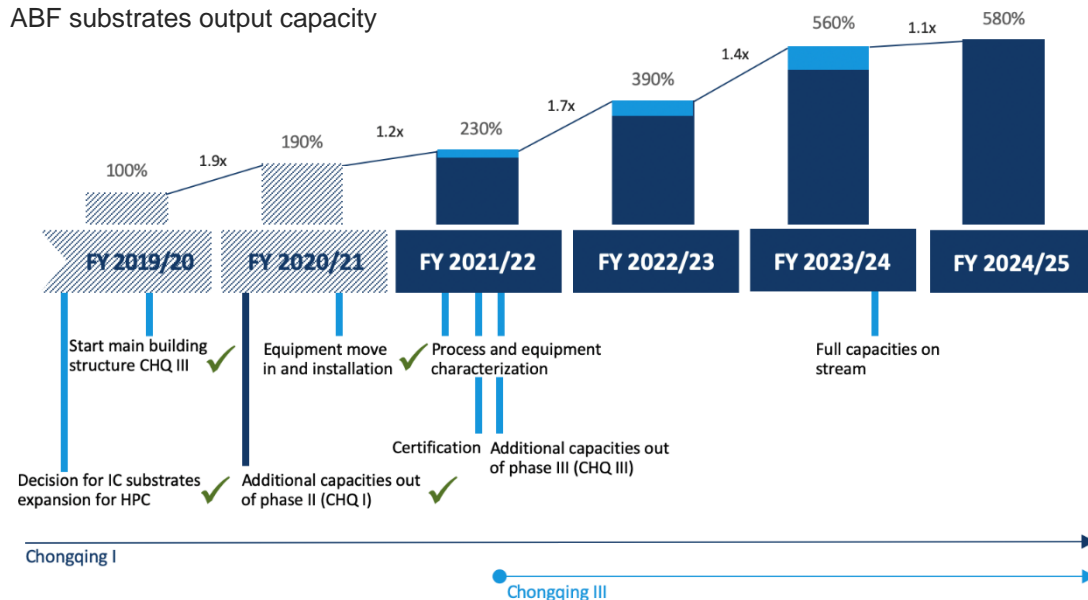 ABF substrates output capacity
100%
1.9x
190%
1.2x
230%
1.7x
390%
1.4x
560%
1.1x
580%
FY 2019/20
FY 2020/21
FY 2021/22
FY 2022/23
FY 2023/24
FY 2024/25
Start main building
structure CHQ III
Equipment move
in and installation
Process and equipment
characterization
Full capacities on
stream
Certification
Additional capacities out
of phase III (CHQ III)
Decision for IC substrates
expansion for HPC
Additional capacities out
of phase II (CHQ I)
Chongqing I
Chongqing III